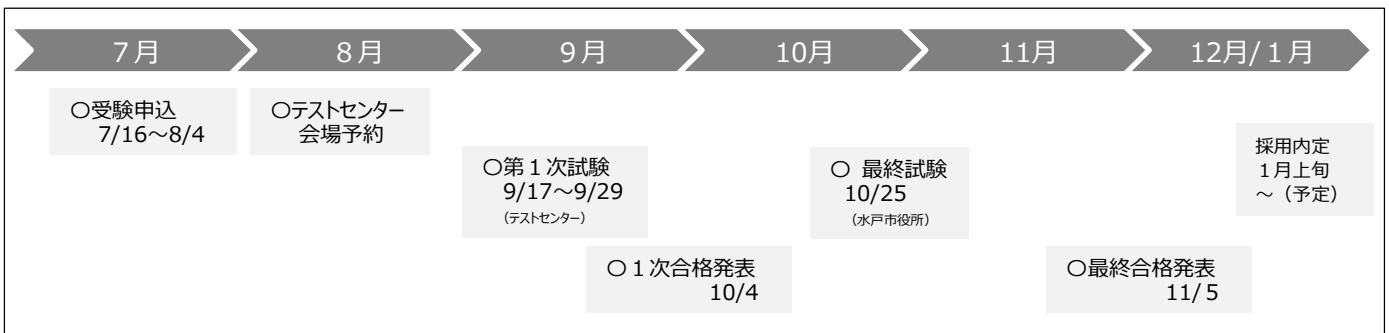 ７月
８月
９月
10月
11月
12月/１月
〇受験申込
7/16～8/4
〇テストセンター
会場予約
〇第１次試験
9/17～9/29
（テストセンター）
〇１次合格発表
10/4
〇 最終試験
10/25
（水戸市役所）
〇最終合格発表
11/５
採用内定
１月上旬
～（予定）